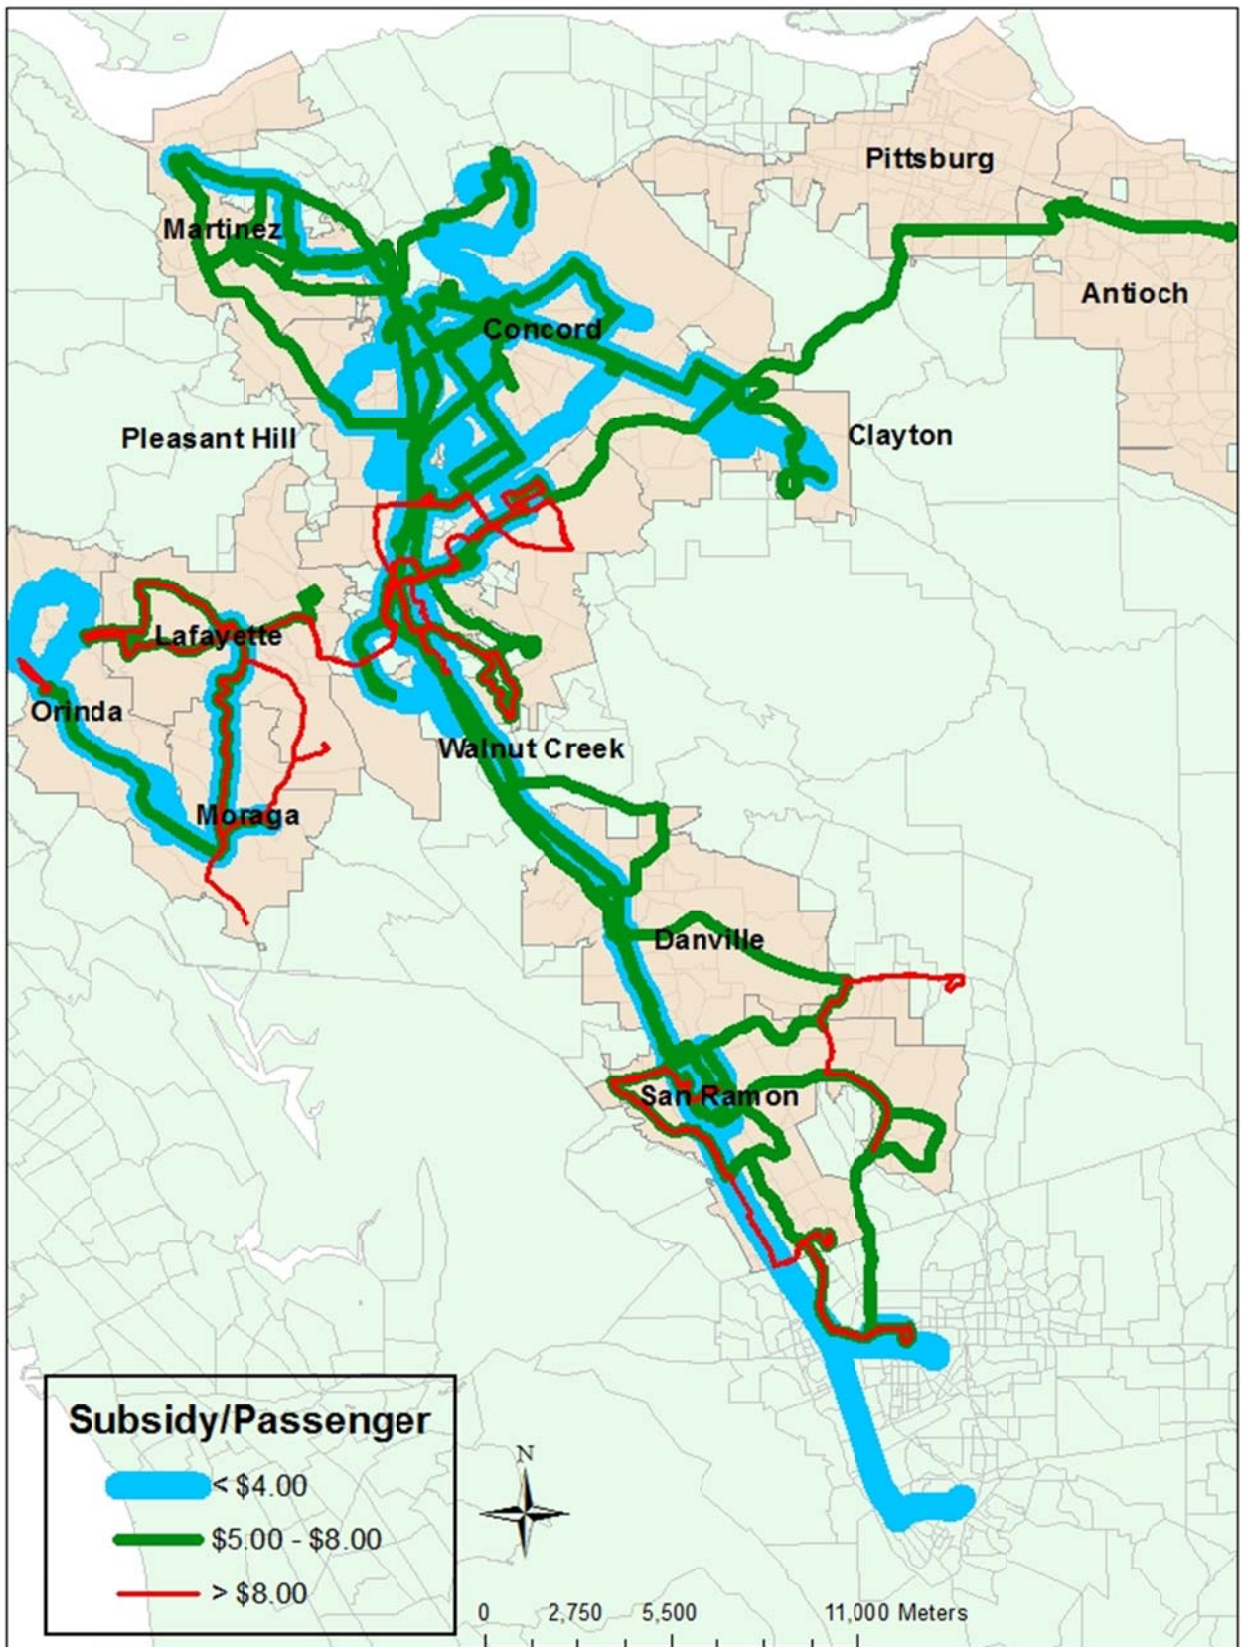 Pittsburg
Martinez
Antioch
Concord
Pleasant Hill
Clayton
Lafayette
Orinda
Walnut Creek
Moraga
Danville
San Ramon
Subsidy/Passenger
< $4.00
$5.00 - $8.00
> $8.00
N
0 2,750 5,500 11,000 Meters